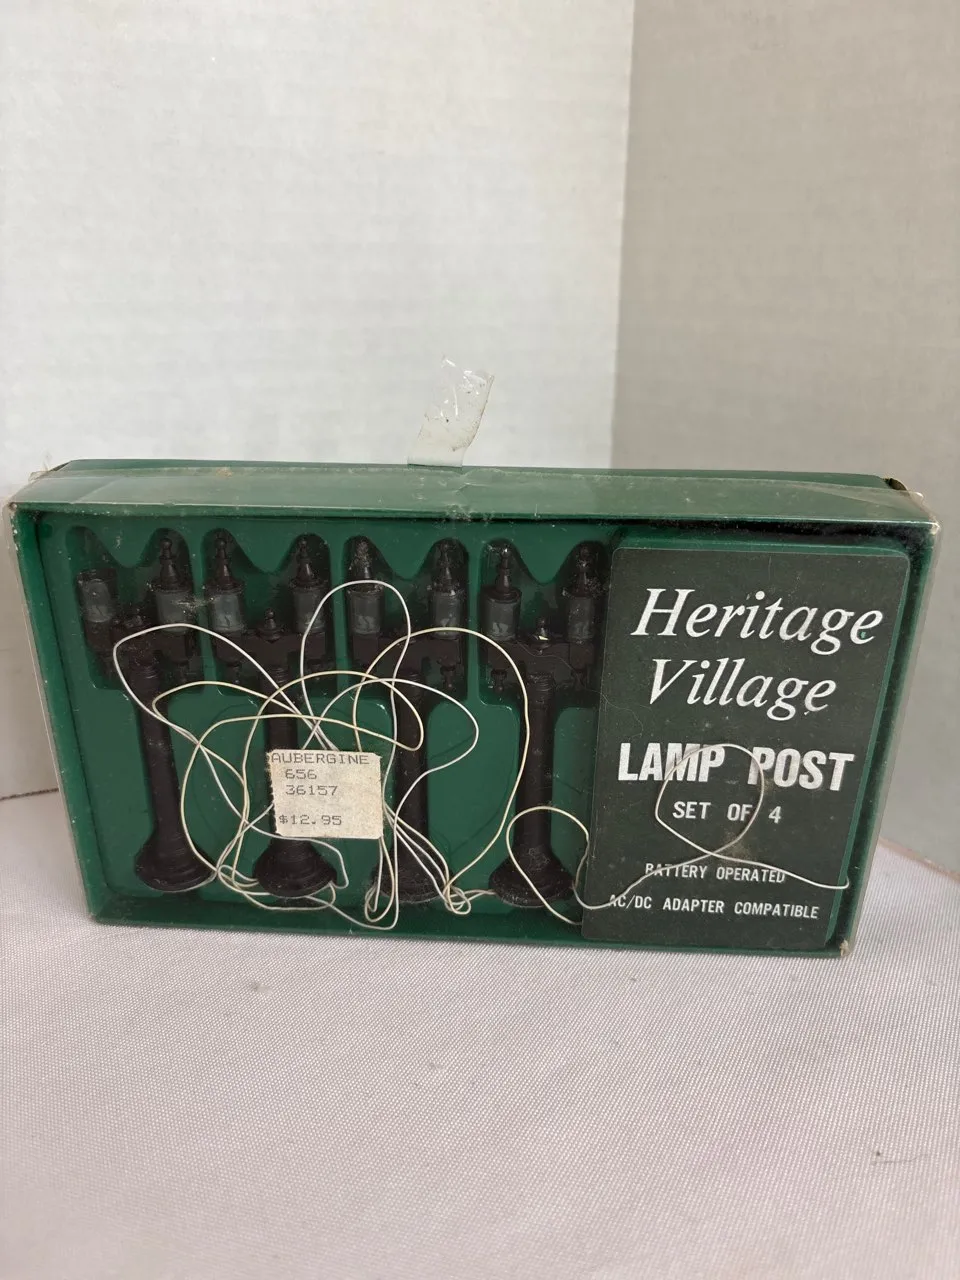 Heritage
Village
LAMP POST
SET OF 4
BATTERY OPERATED
AC/DC ADAPTER COMPATIBLE
AUBERGINE
656
36157
$12.95